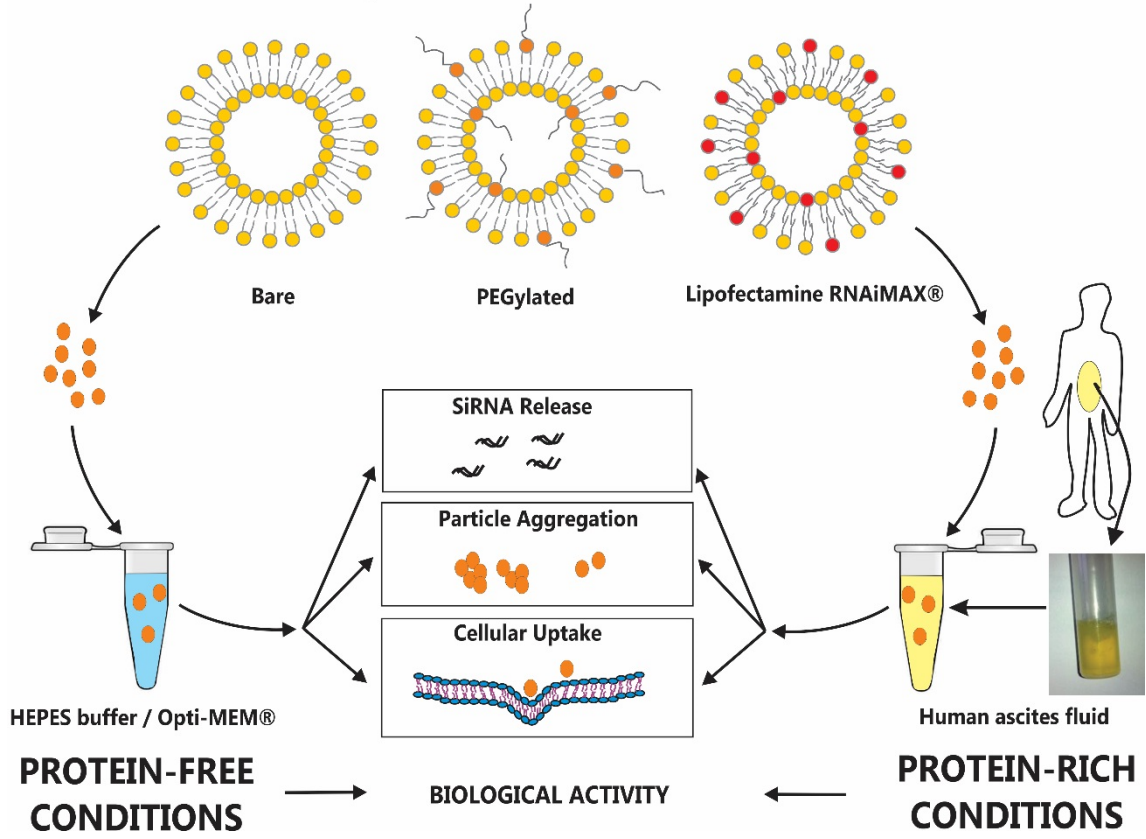 Bare
PEGylated
Lipofectamine RNAiMAX®
SiRNA Release
Particle Aggregation
Cellular Uptake
HEPES buffer / Opti-MEM®
Human ascites fluid
PROTEIN-FREE
CONDITIONS
BIOLOGICAL ACTIVITY
PROTEIN-RICH
CONDITIONS